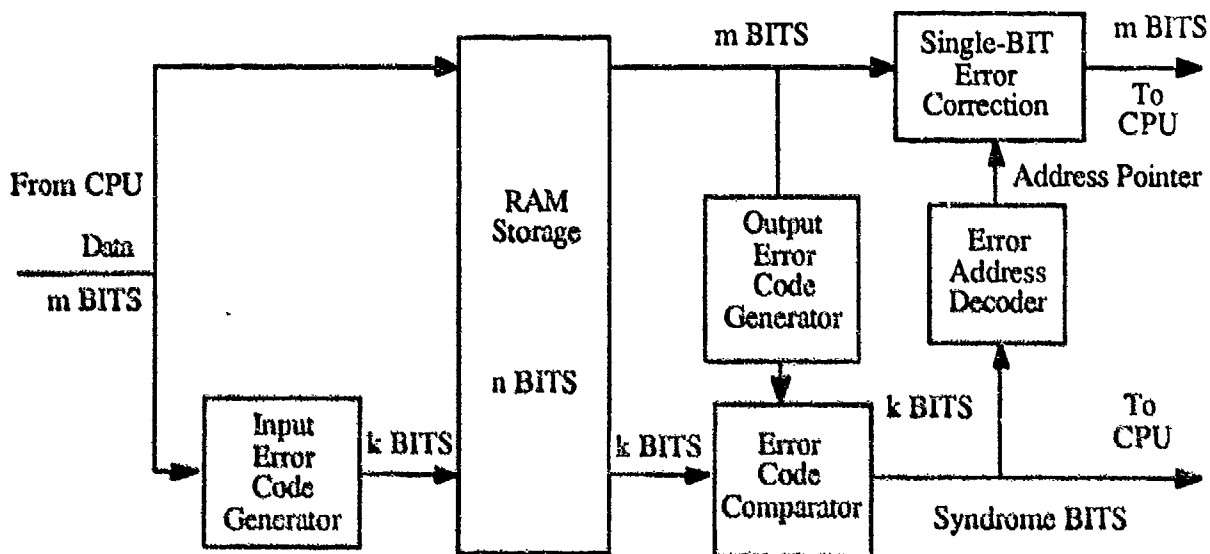 From CPU
Data
m BITS
Input
Error
Code
Generator
k BITS
RAM
Storage
n BITS
m BITS
Output
Error
Code
Generator
k BITS
Error
Code
Comparator
Single-BIT
Error
Correction
m BITS
To
CPU
Address Pointer
Error
Address
Decoder
k BITS
To
CPU
Syndrome BITS